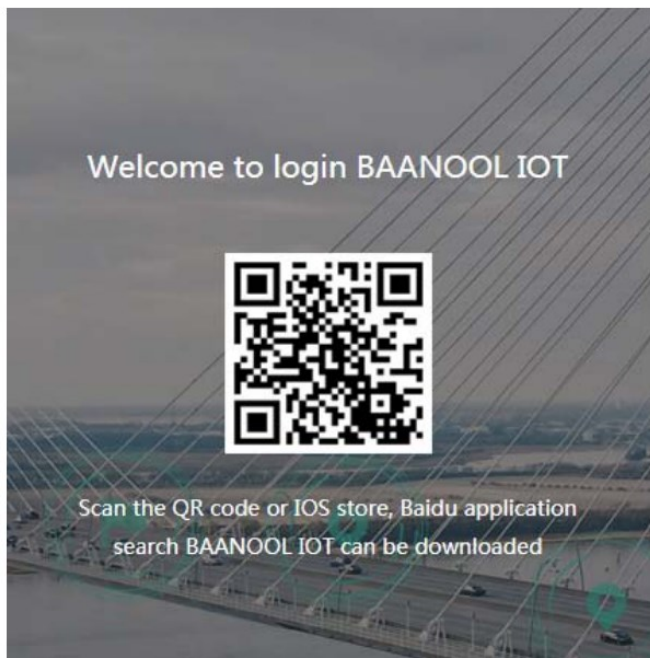 Welcome to login BAANOOL IOT
Scan the QR code or IOS store, Baidu application
search BAANOOL IOT can be downloaded